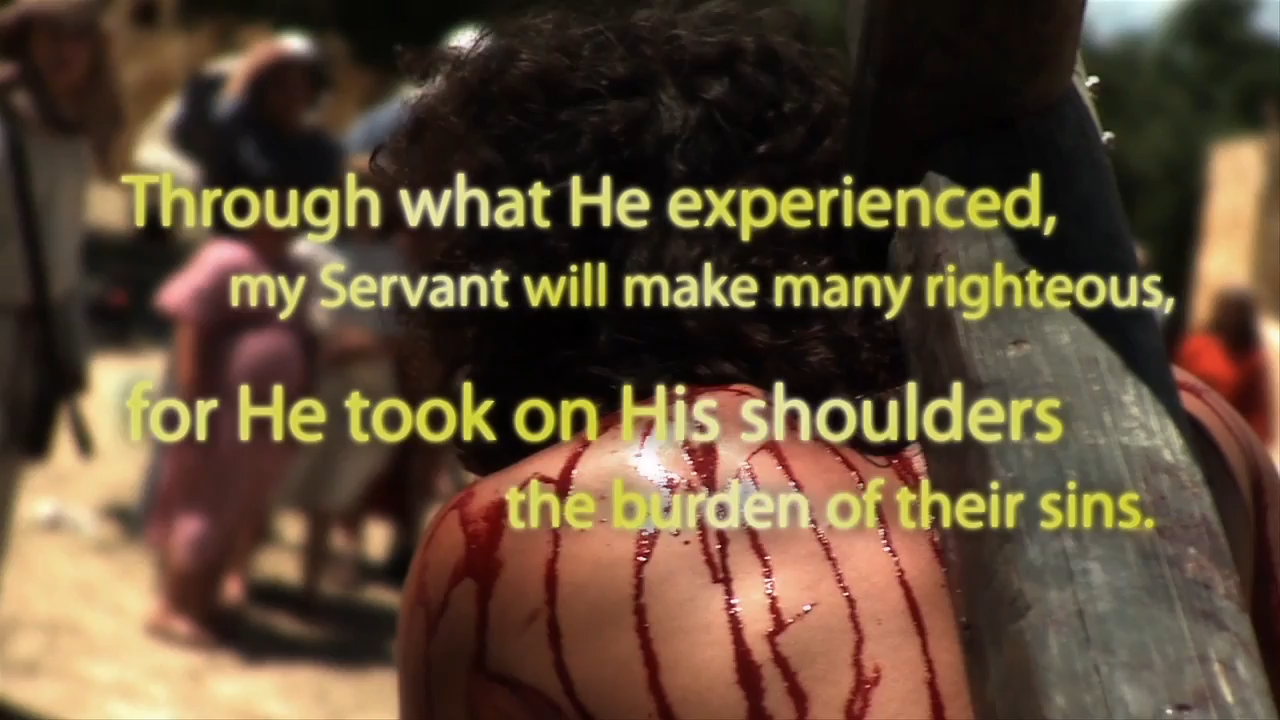 Through what He experienced,
my Servant will make many righteous,
for He took on His shoulders
the burden of their sins.